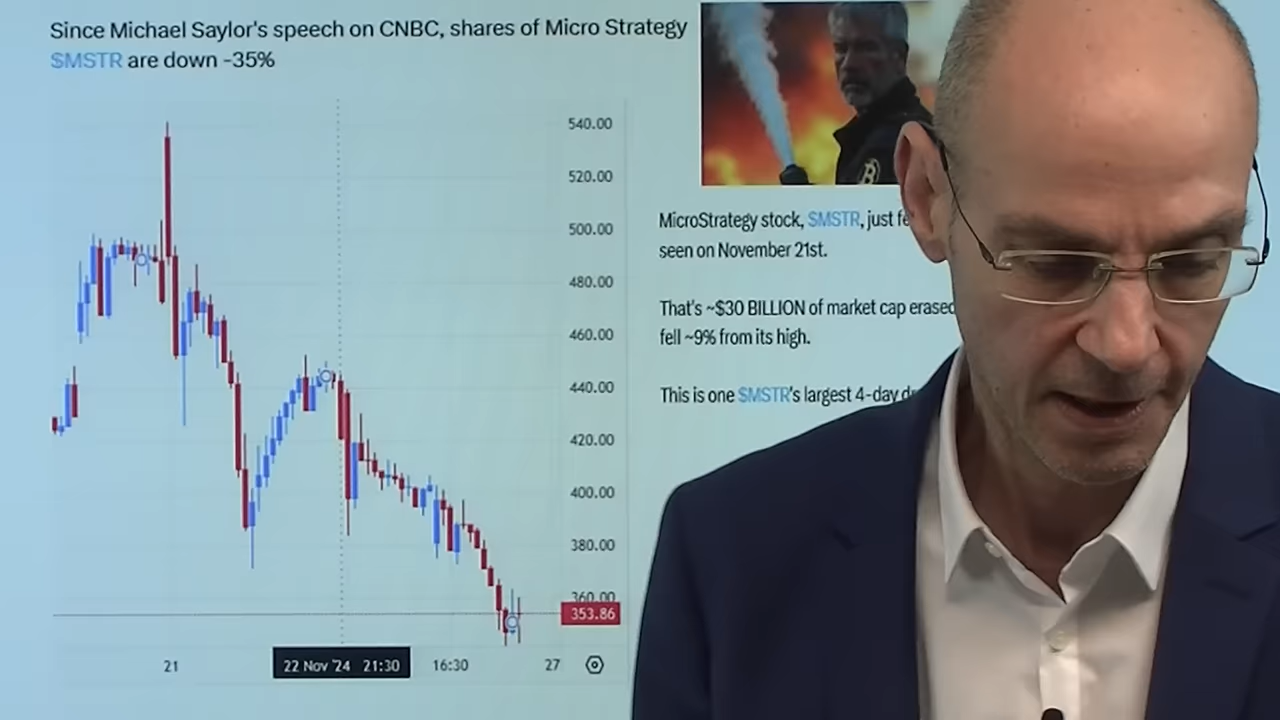 Since Michael Saylor's speech on CNBC, shares of Micro Strategy
$MSTR are down -35%
540.00
520.00
500.00
480.00
460.00
440.00
420.00
400.00
380.00
360.00
353.86
21
22 Nov '24 21:30
16:30
27
MicroStrategy stock, $MSTR, just
seen on November 21st.
That's ~$30 BILLION of market cap erased
fell ~9% from its high.
This is one $MSTR's largest 4-day